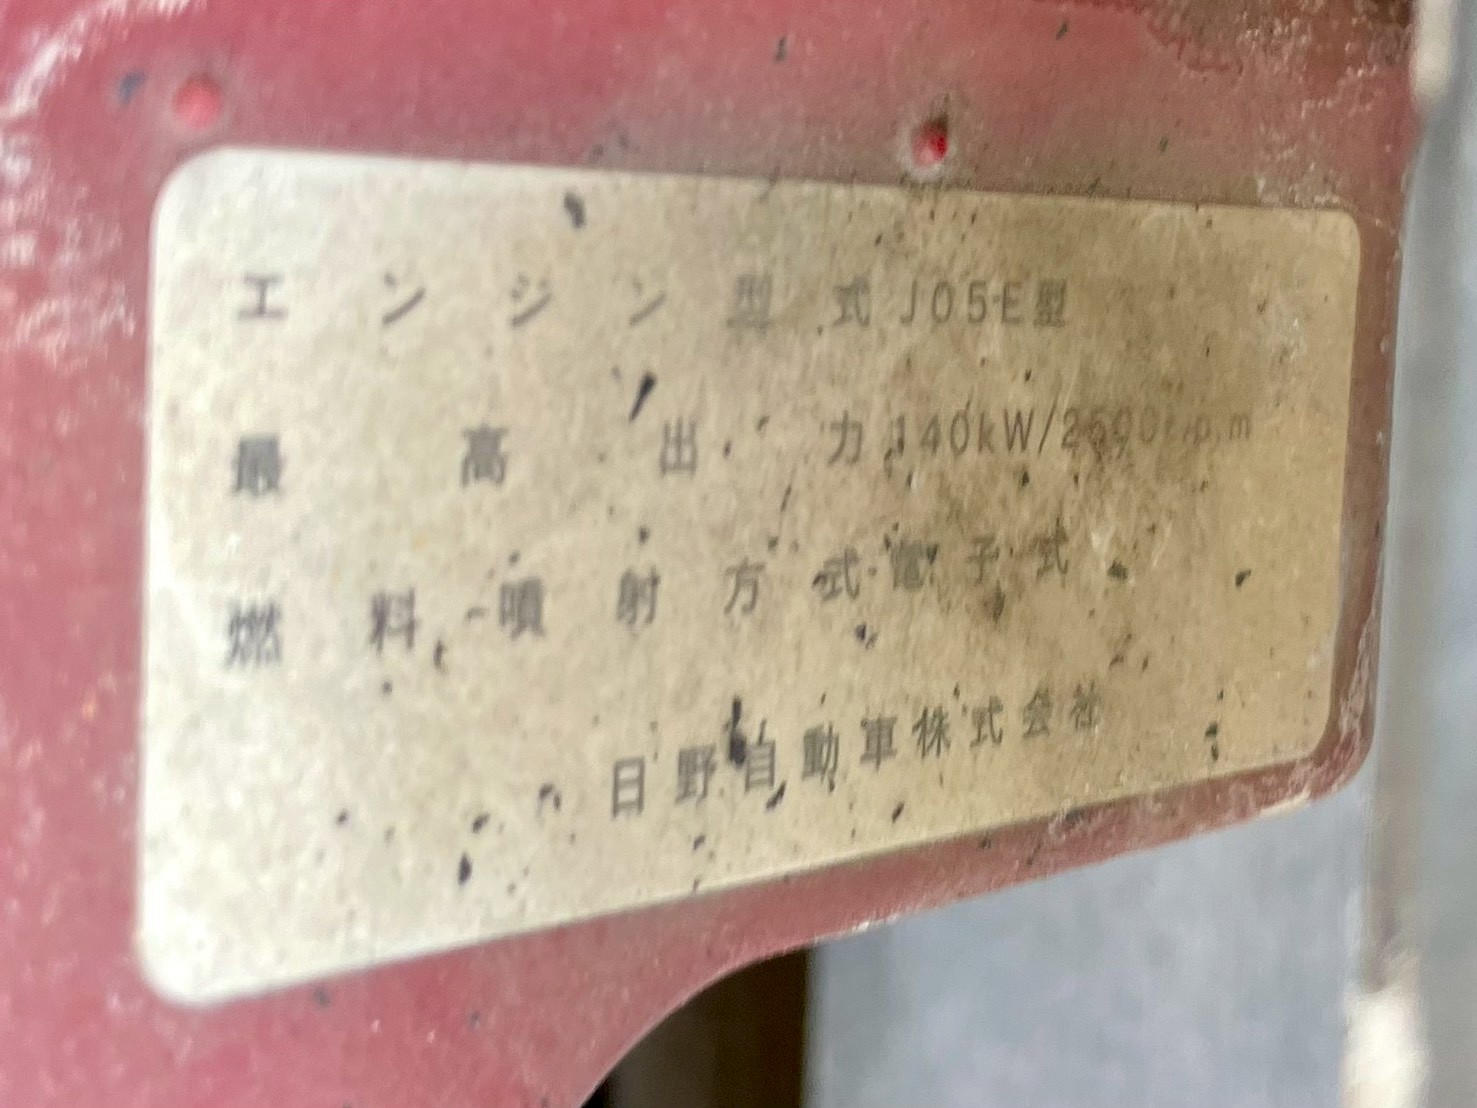 エンジン型式 J05E型
最高出力 140kW/2500r.p.m
燃料噴射方式 電子式
日野自動車株式会社